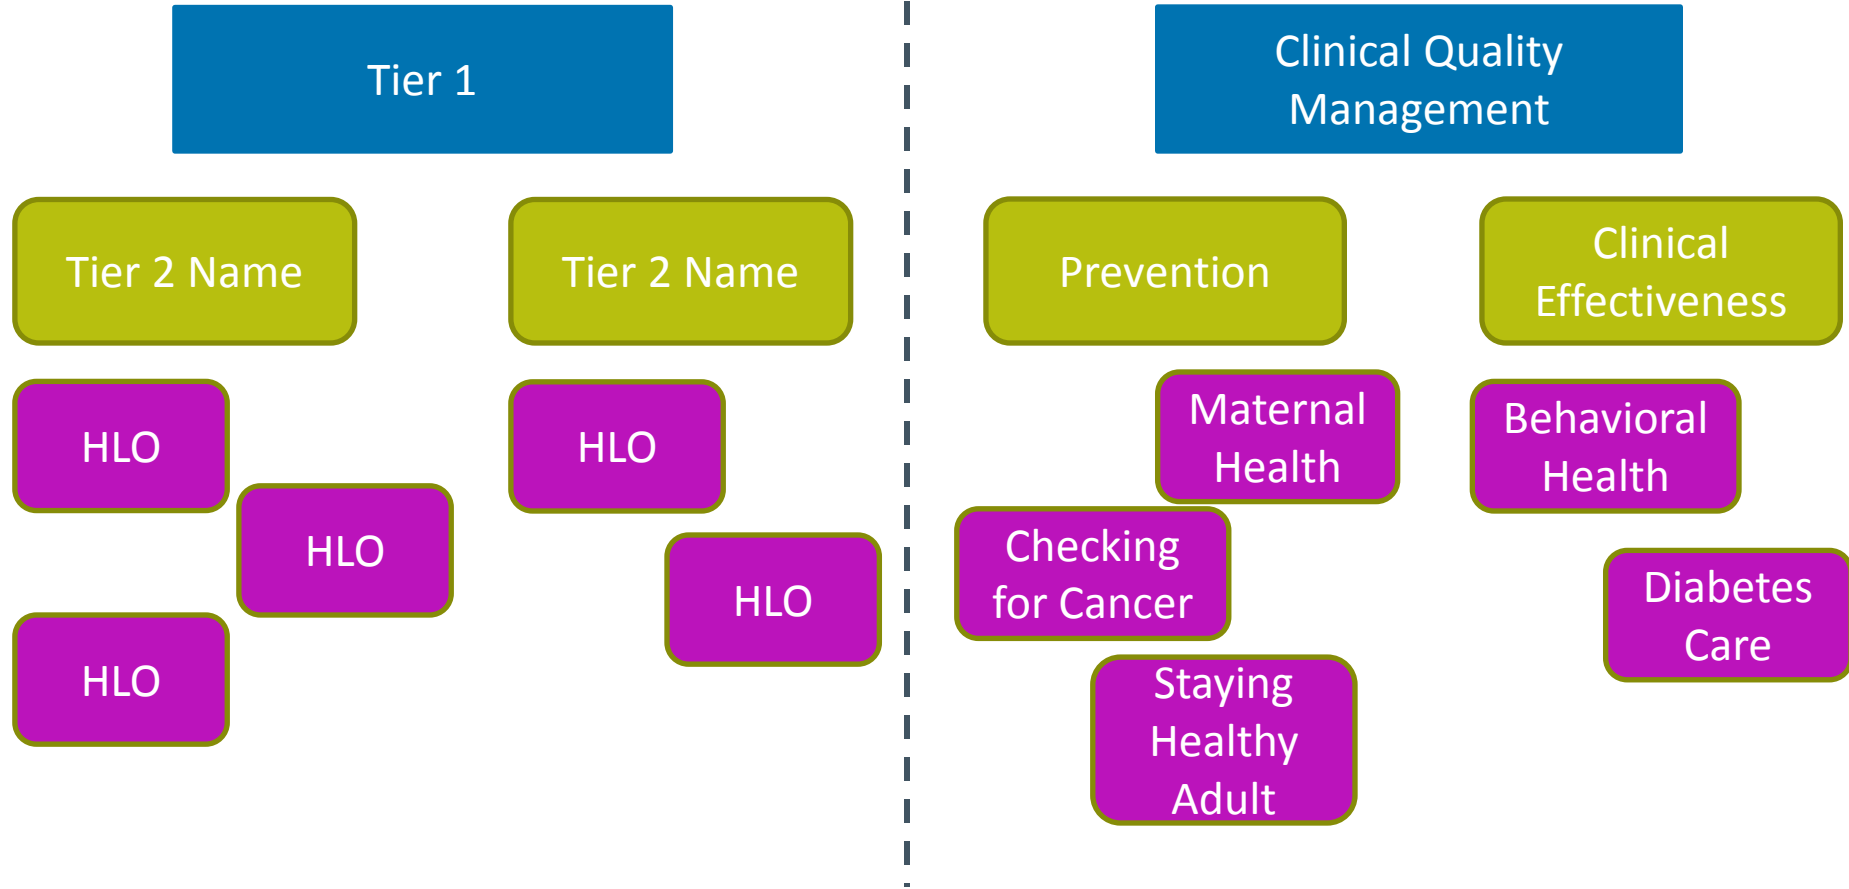 Tier 1
Tier 2 Name
Tier 2 Name
HLO
HLO
HLO
HLO
HLO
Clinical Quality
Management
Prevention
Clinical
Effectiveness
Maternal
Health
Behavioral
Health
Checking
for Cancer
Diabetes
Care
Staying
Healthy
Adult